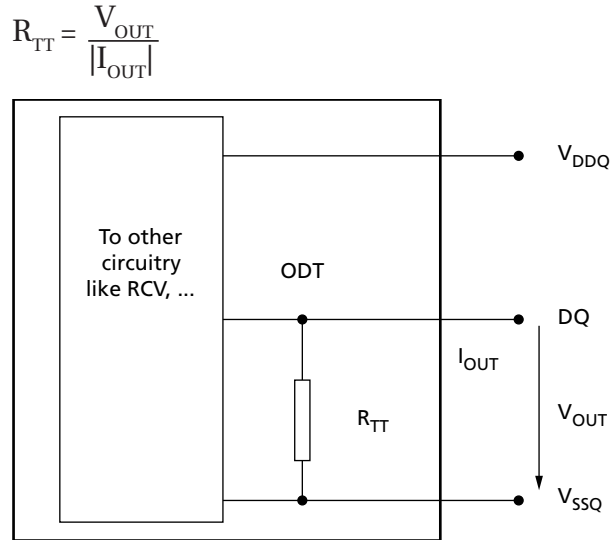 R_TT = V_OUT / |I_OUT|
V_DDQ
To other
circuitry
like RCV, ...
ODT
DQ
I_OUT
R_TT
V_OUT
V_SSQ